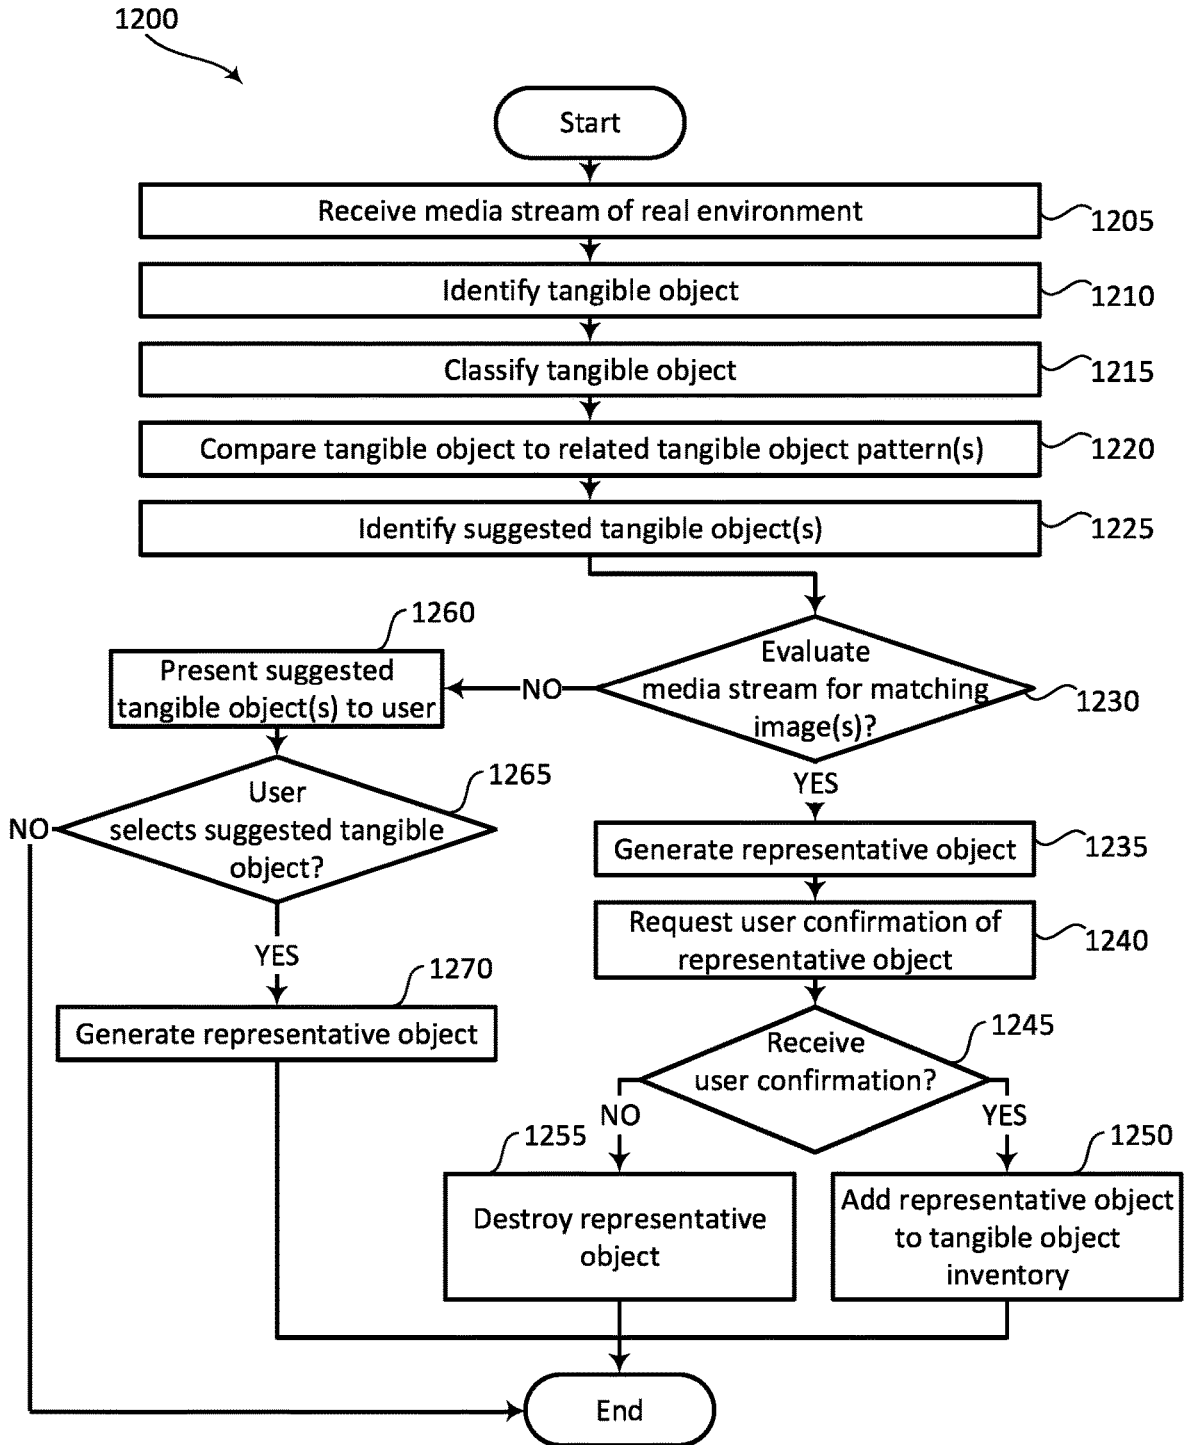 1200
Start
Receive media stream of real environment
1205
Identify tangible object
1210
Classify tangible object
1215
Compare tangible object to related tangible object pattern(s)
1220
Identify suggested tangible object(s)
1225
1260
Present suggested
tangible object(s) to user
NO
Evaluate
media stream for matching
image(s)?
1230
YES
1265
User
selects suggested tangible
object?
NO
YES
1270
Generate representative object
Generate representative object
1235
Request user confirmation of
representative object
1240
Receive
user confirmation?
1245
NO
YES
1255
Destroy representative
object
1250
Add representative object
to tangible object
inventory
End